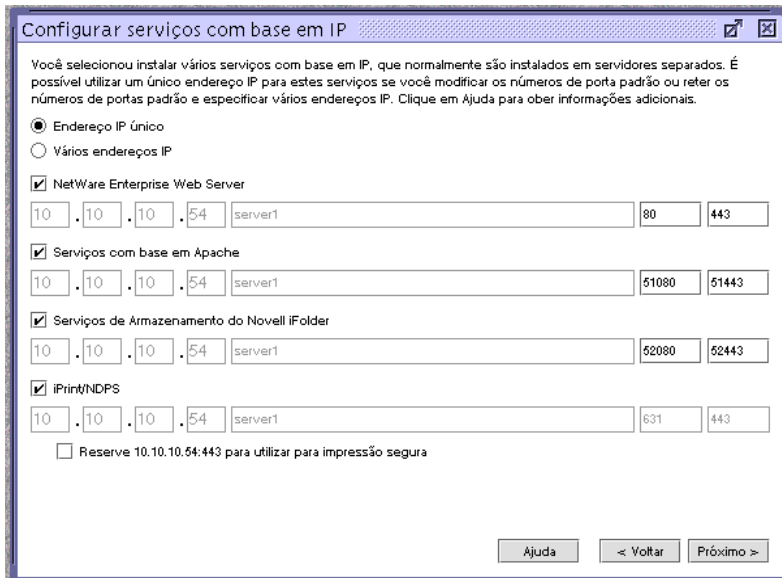 Configurar serviços com base em IP
Você selecionou instalar vários serviços com base em IP, que normalmente são instalados em servidores separados. É
possível utilizar um único endereço IP para estes serviços se você modificar os números de porta padrão ou reter os
números de portas padrão e especificar vários endereços IP. Clique em Ajuda para ober informações adicionais.
Endereço IP único
Vários endereços IP
NetWare Enterprise Web Server
10 . 10 . 10 . 54 server1 80 443
Serviços com base em Apache
10 . 10 . 10 . 54 server1 51080 51443
Serviços de Armazenamento do Novell iFolder
10 . 10 . 10 . 54 server1 52080 52443
iPrint/NDPS
10 . 10 . 10 . 54 server1 631 443
Reserve 10.10.10.54:443 para utilizar para impressão segura
Ajuda < Voltar Próximo >